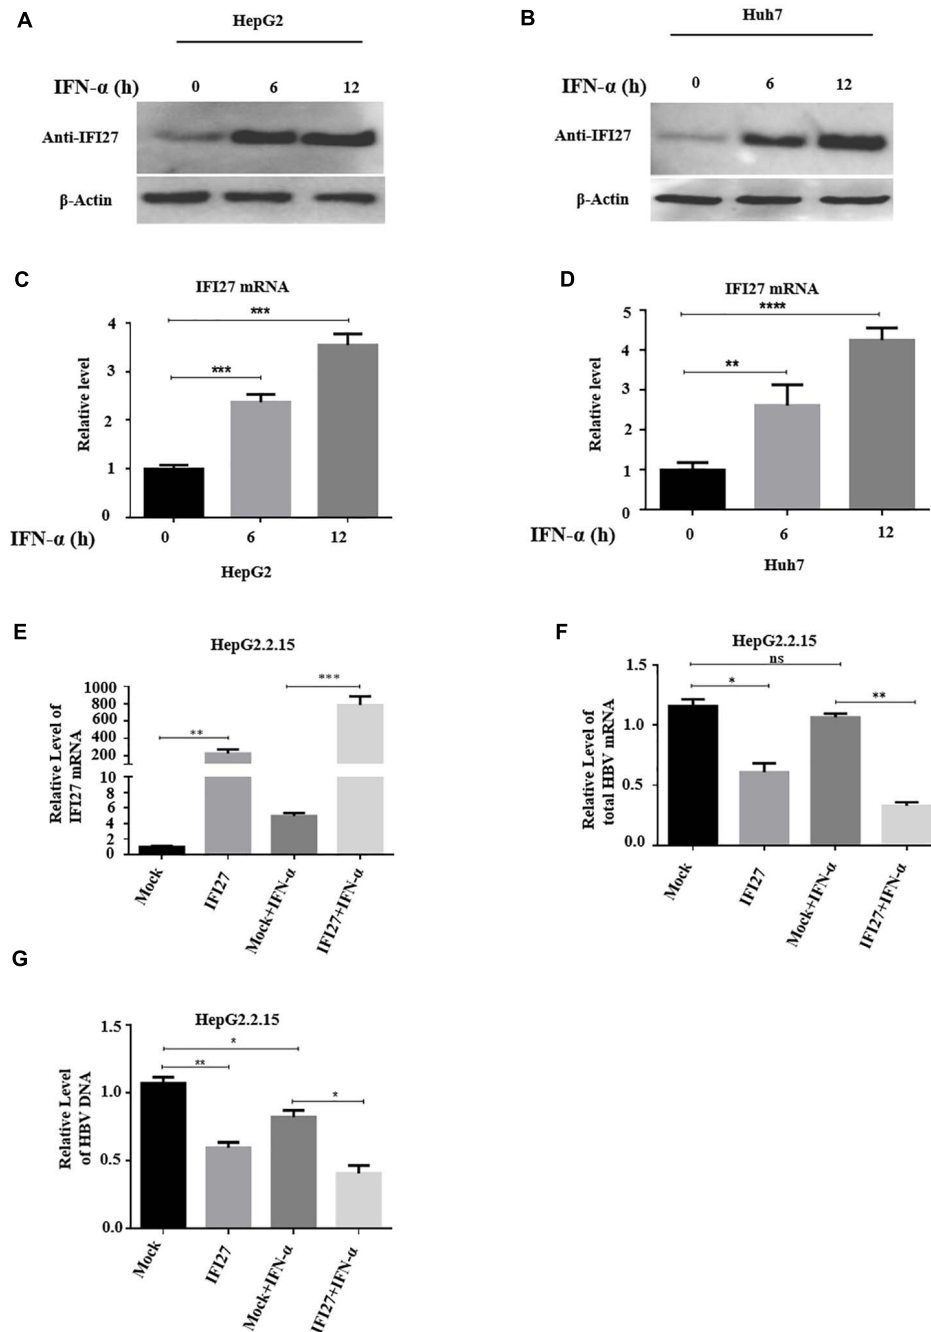 A
HepG2
IFN-α (h) 0 6 12
Anti-IFI27
β-Actin
B
Huh7
IFN-α (h) 0 6 12
Anti-IFI27
β-Actin
C
IFI27 mRNA
Relative level
4
3
2
1
0
***
***
IFN-α (h) 0 6 12
HepG2
D
IFI27 mRNA
Relative level
5
4
3
2
1
0
****
**
IFN-α (h) 0 6 12
Huh7
E
HepG2.2.15
Relative Level of
IFI27 mRNA
1000
800
600
400
200
10
8
6
4
2
0
**
***
Mock
IFI27
Mock+IFN-α
IFI27+IFN-α
F
HepG2.2.15
Relative Level of
total HBV mRNA
1.5
1.0
0.5
0.0
ns
*
**
Mock
IFI27
Mock+IFN-α
IFI27+IFN-α
G
HepG2.2.15
Relative Level
of HBV DNA
1.5
1.0
0.5
0.0
*
**
*
Mock
IFI27
Mock+IFN-α
IFI27+IFN-α